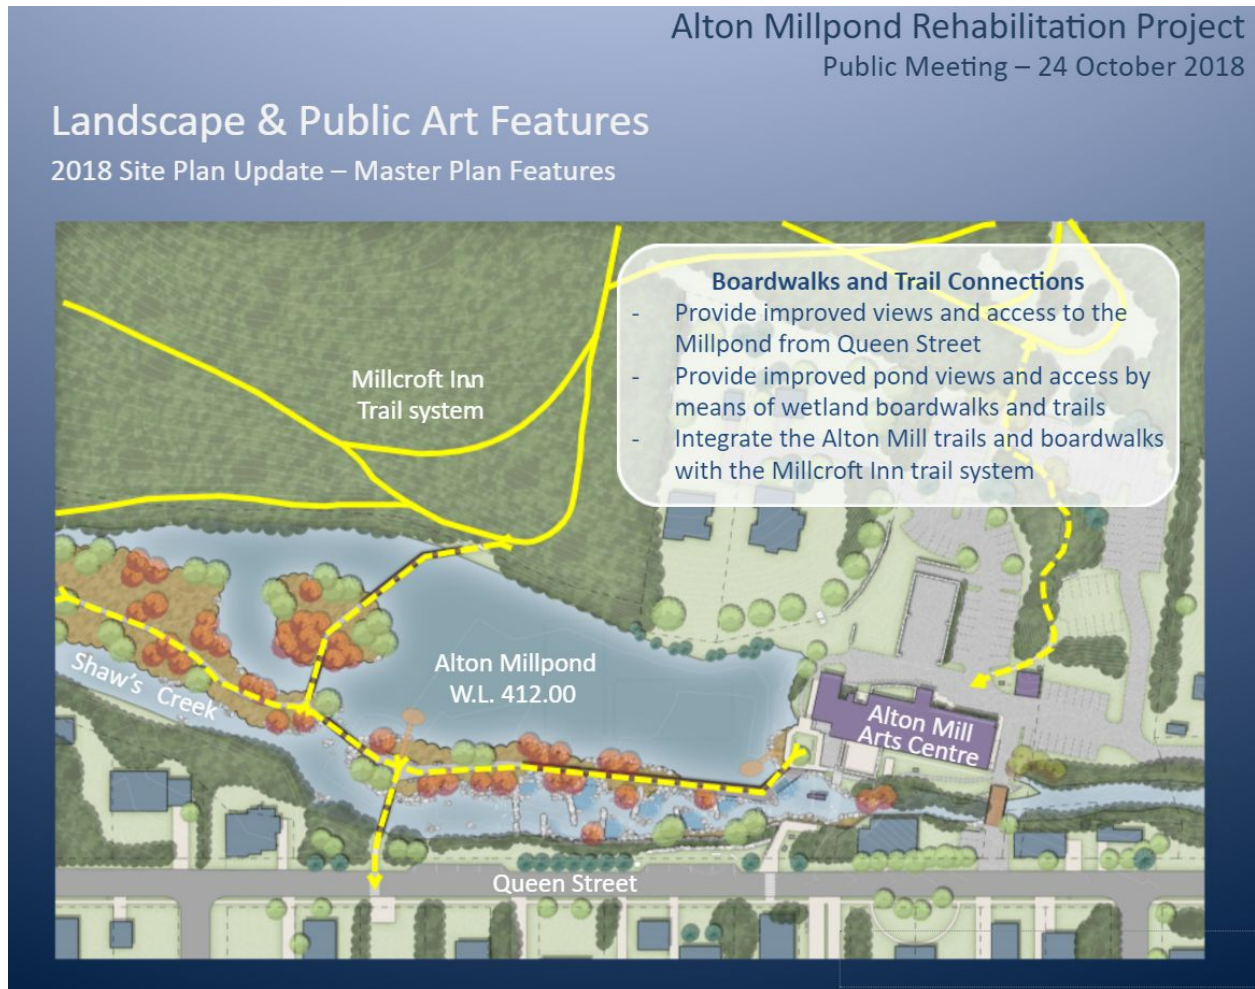 Alton Millpond Rehabilitation Project
Public Meeting – 24 October 2018
Landscape & Public Art Features
2018 Site Plan Update – Master Plan Features
Boardwalks and Trail Connections
- Provide improved views and access to the
Millpond from Queen Street
- Provide improved pond views and access by
means of wetland boardwalks and trails
- Integrate the Alton Mill trails and boardwalks
with the Millcroft Inn trail system
Millcroft Inn
Trail system
Alton Millpond
W.L. 412.00
Shaw's Creek
Alton Mill
Arts Centre
Queen Street